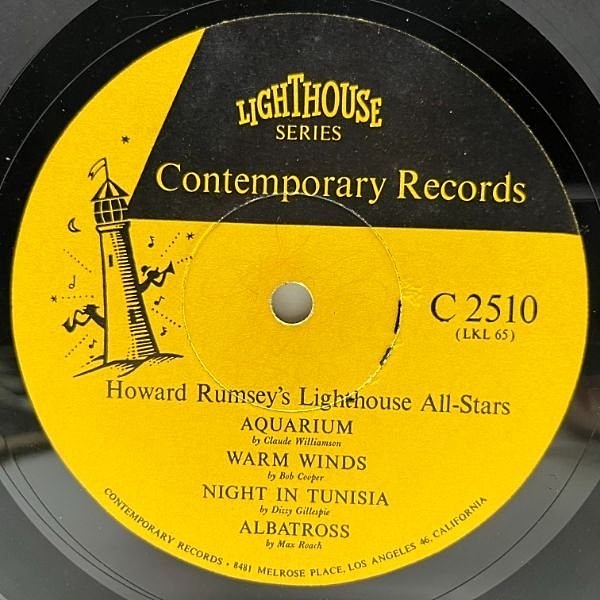 LIGHTHOUSE
SERIES
Contemporary Records
C 2510
(LKL 65)
Howard Rumsey's Lighthouse All-Stars
AQUARIUM
by Claude Williamson
WARM WINDS
by Bob Cooper
NIGHT IN TUNISIA
by Dizzy Gillespie
ALBATROSS
by Max Roach
CONTEMPORARY RECORDS • 8481 MELROSE PLACE, LOS ANGELES 46, CALIFORNIA